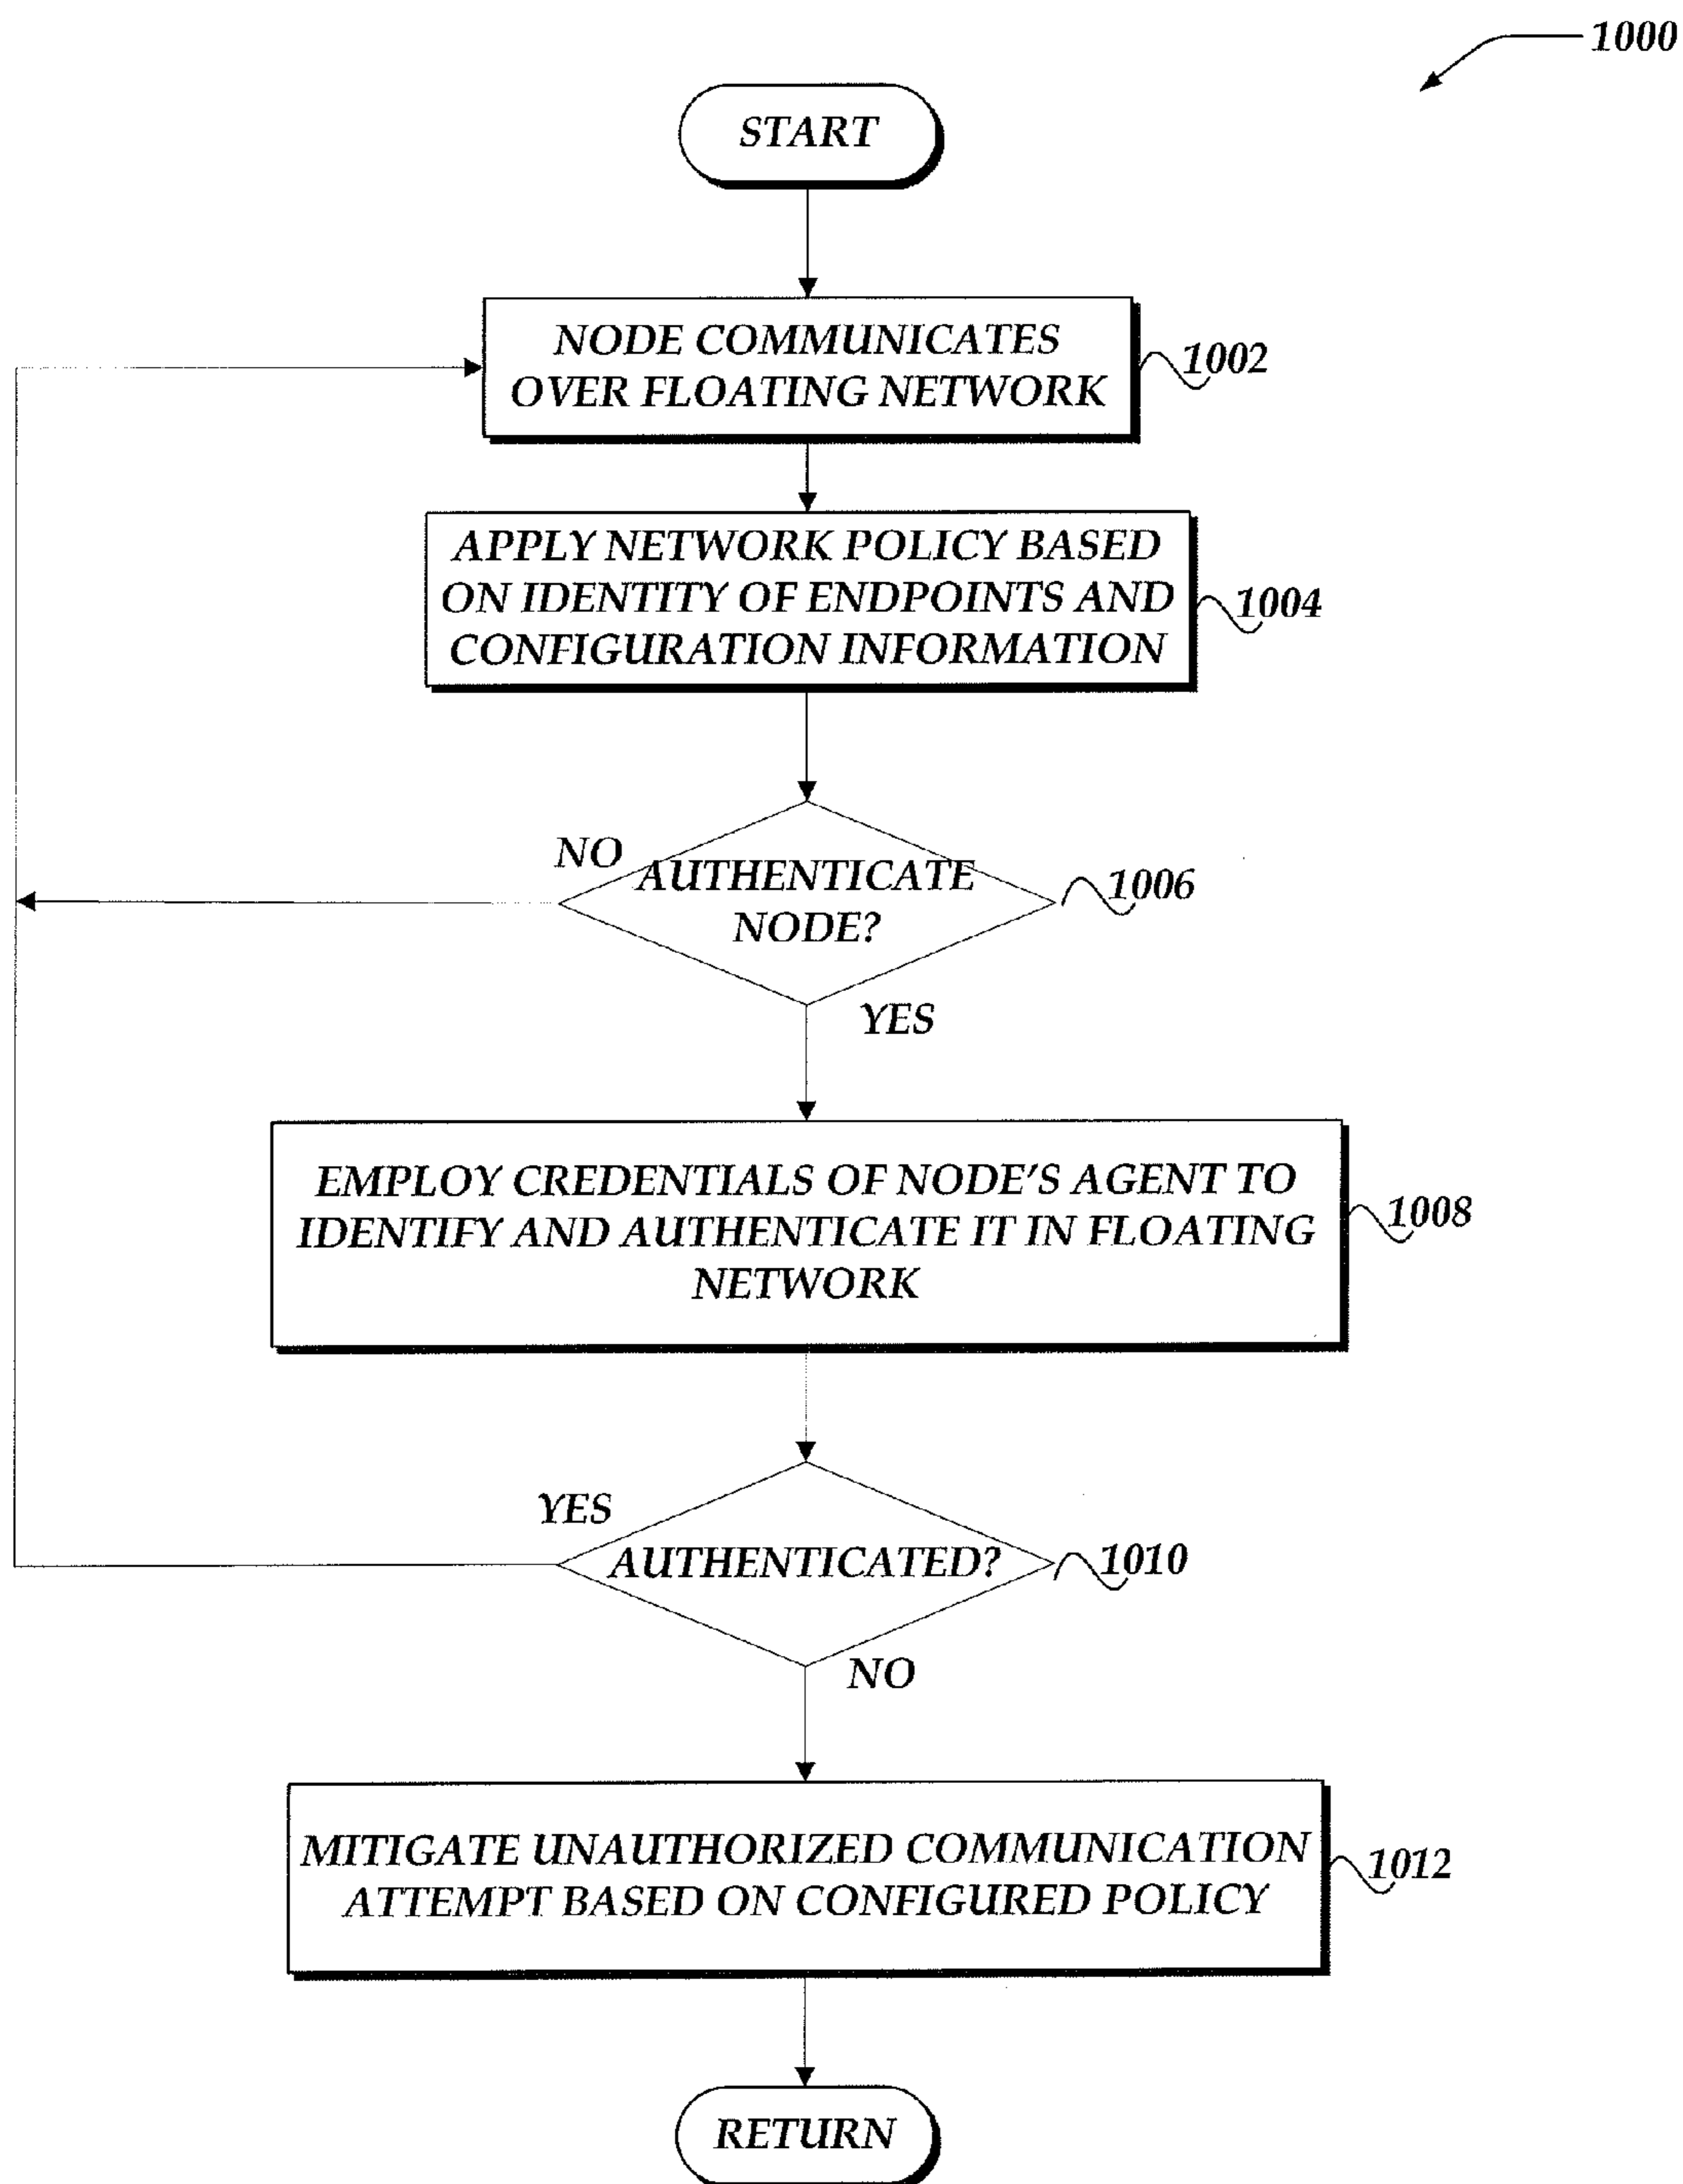 1000
START
NODE COMMUNICATES
OVER FLOATING NETWORK
1002
APPLY NETWORK POLICY BASED
ON IDENTITY OF ENDPOINTS AND
CONFIGURATION INFORMATION
1004
NO
AUTHENTICATE
NODE?
1006
YES
EMPLOY CREDENTIALS OF NODE'S AGENT TO
IDENTIFY AND AUTHENTICATE IT IN FLOATING
NETWORK
1008
YES
AUTHENTICATED?
1010
NO
MITIGATE UNAUTHORIZED COMMUNICATION
ATTEMPT BASED ON CONFIGURED POLICY
1012
RETURN